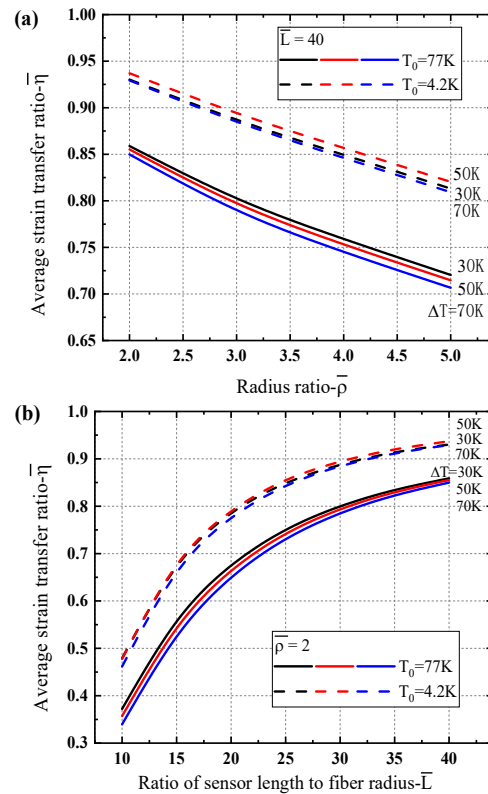 (a)
L̅ = 40
T₀=77K
T₀=4.2K
50K
30K
70K
30K
50K
ΔT=70K
1.00
0.95
0.90
0.85
0.80
0.75
0.70
0.65
Average strain transfer ratio-η̅
2.0 2.5 3.0 3.5 4.0 4.5 5.0
Radius ratio-ρ̅
(b)
50K
30K
70K
ΔT=30K
50K
70K
ρ̅ = 2
T₀=77K
T₀=4.2K
1.0
0.9
0.8
0.7
0.6
0.5
0.4
0.3
Average strain transfer ratio-η̅
10 15 20 25 30 35 40
Ratio of sensor length to fiber radius-L̅